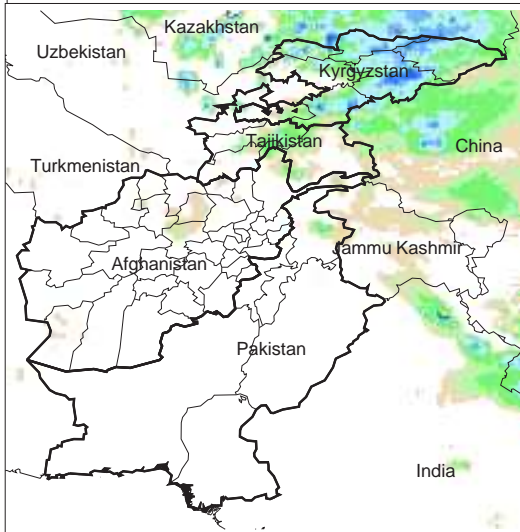 Kazakhstan
Uzbekistan
Kyrgyzstan
Tajikistan
China
Turkmenistan
Jammu Kashmir
Afghanistan
Pakistan
India